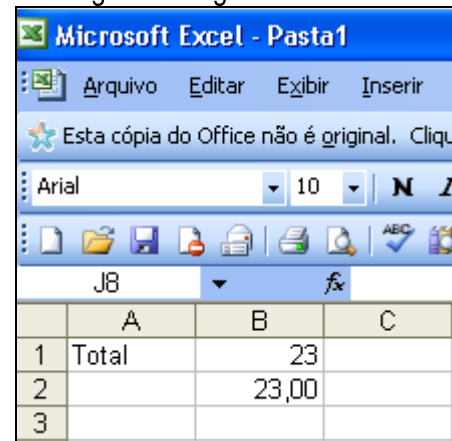 Microsoft Excel - Pasta1
Arquivo Editar Exibir Inserir
Esta cópia do Office não é original. Cliqu
Arial 10 N I
ABC
J8 fx
A B C
1 Total 23
2 23,00
3